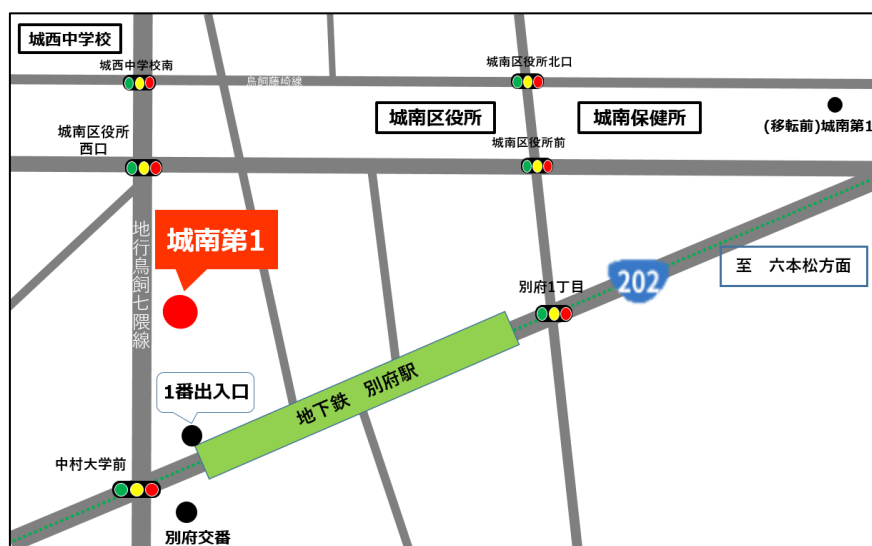 城西中学校
城西中学校南
鳥飼藤崎線
城南区役所北口
城南区役所
城南保健所
(移転前)城南第1
城南区役所
西口
城南区役所前
地行鳥飼七隈線
城南第1
202
至 六本松方面
別府1丁目
地下鉄 別府駅
1番出入口
中村大学前
別府交番